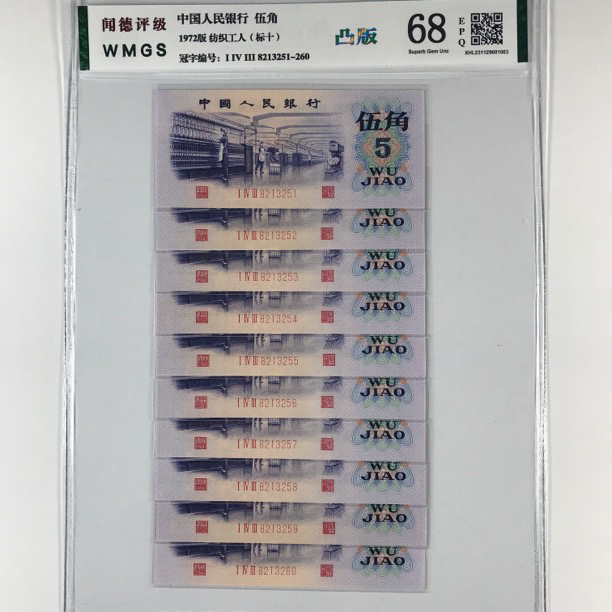 闻德评级
WMGS
中国人民银行 伍角
1972版 纺织工人（标十）
冠字编号：I IV III 8213251-260
凸版
68
Superb Gem Unc
EPQ
XHL231129001003
中國人民銀行
伍角
5
WU
JIAO
I IV III 8213251
WU
JIAO
I IV III 8213252
WU
JIAO
I IV III 8213253
WU
JIAO
I IV III 8213254
WU
JIAO
I IV III 8213255
WU
JIAO
I IV III 8213256
WU
JIAO
I IV III 8213257
WU
JIAO
I IV III 8213258
WU
JIAO
I IV III 8213259
WU
JIAO
I IV III 8213260